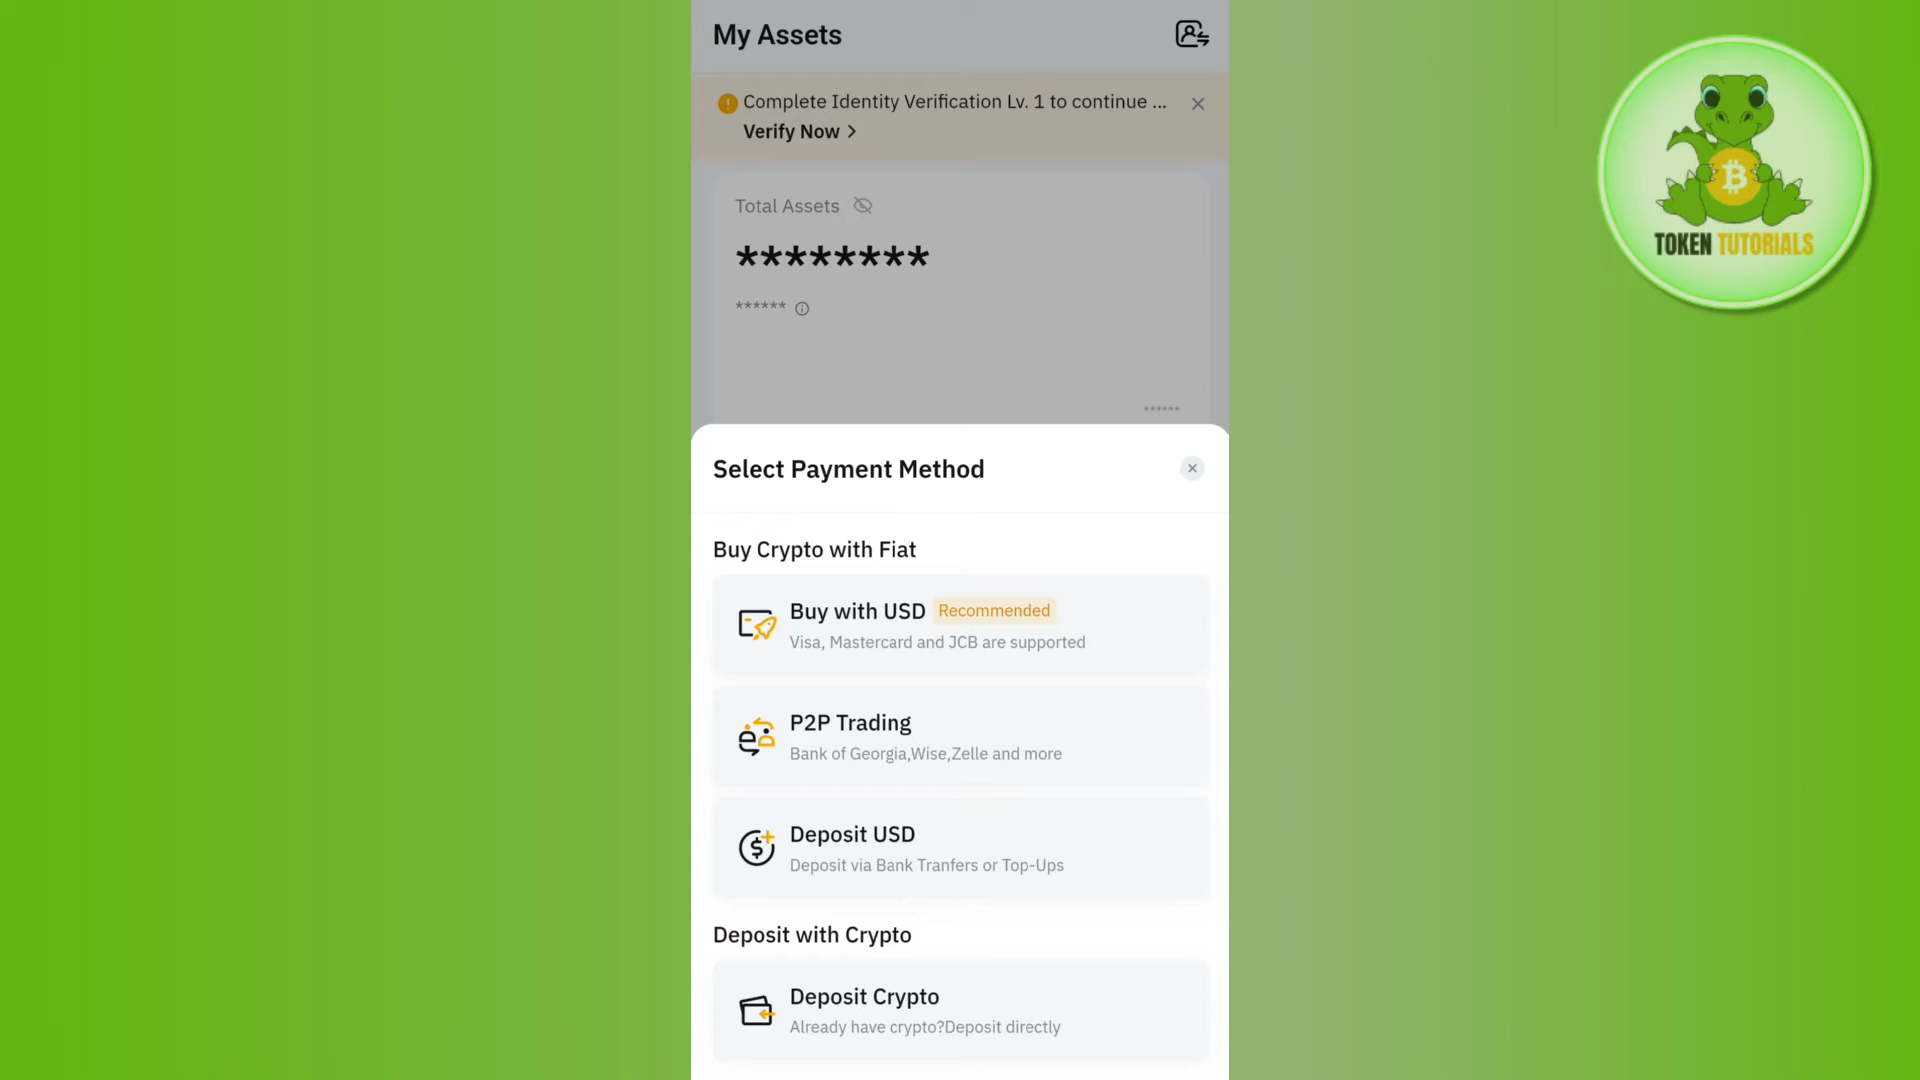 My Assets
Complete Identity Verification Lv. 1 to continue ...
Verify Now >
Total Assets
********
******
******
Select Payment Method
Buy Crypto with Fiat
Buy with USD Recommended
Visa, Mastercard and JCB are supported
P2P Trading
Bank of Georgia,Wise,Zelle and more
Deposit USD
Deposit via Bank Tranfers or Top-Ups
Deposit with Crypto
Deposit Crypto
Already have crypto?Deposit directly
TOKEN TUTORIALS